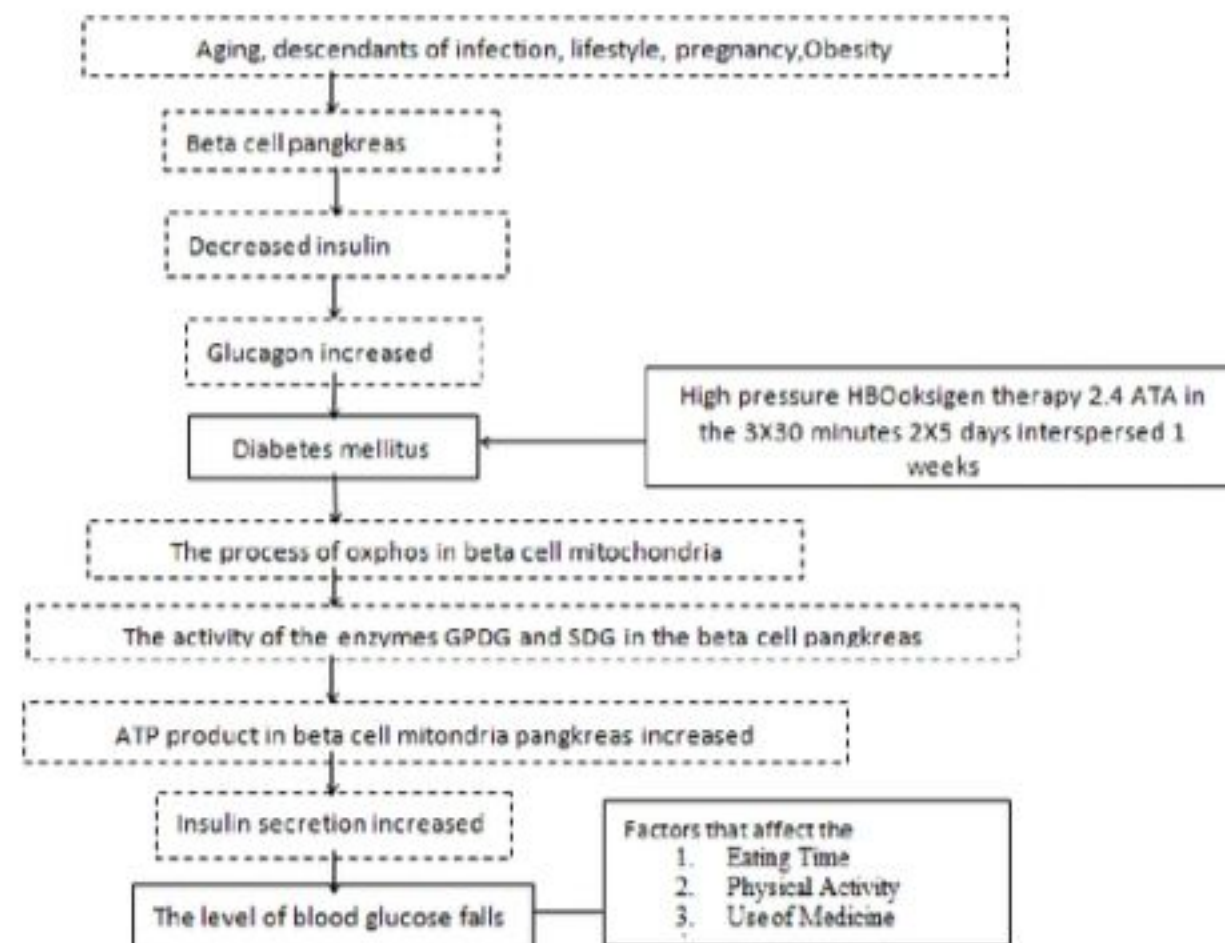 Aging, descendants of infection, lifestyle, pregnancy,Obesity
Beta cell pangkreas
Decreased insulin
Glucagon increased
High pressure HBOoksigen therapy 2.4 ATA in
the 3X30 minutes 2X5 days interspersed 1
weeks
Diabetes mellitus
The process of oxphos in beta cell mitochondria
The activity of the enzymes GPDG and SDG in the beta cell pangkreas
ATP product in beta cell mitondria pangkreas increased
Insulin secretion increased
Factors that affect the
1. Eating Time
2. Physical Activity
3. Use of Medicine
The level of blood glucose falls